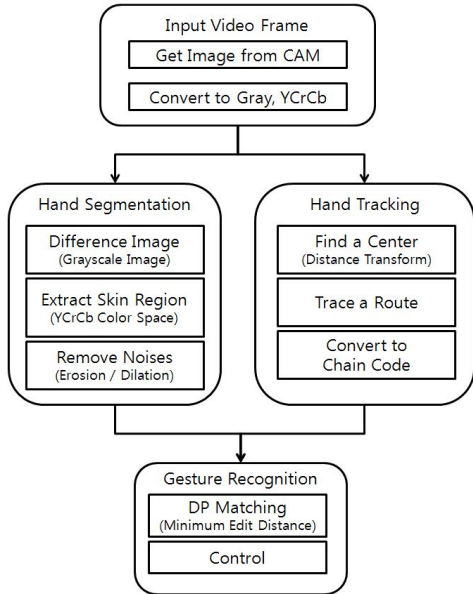 Input Video Frame
Get Image from CAM
Convert to Gray, YCrCb
Hand Segmentation
Difference Image
(Grayscale Image)
Extract Skin Region
(YCrCb Color Space)
Remove Noises
(Erosion / Dilation)
Hand Tracking
Find a Center
(Distance Transform)
Trace a Route
Convert to
Chain Code
Gesture Recognition
DP Matching
(Minimum Edit Distance)
Control